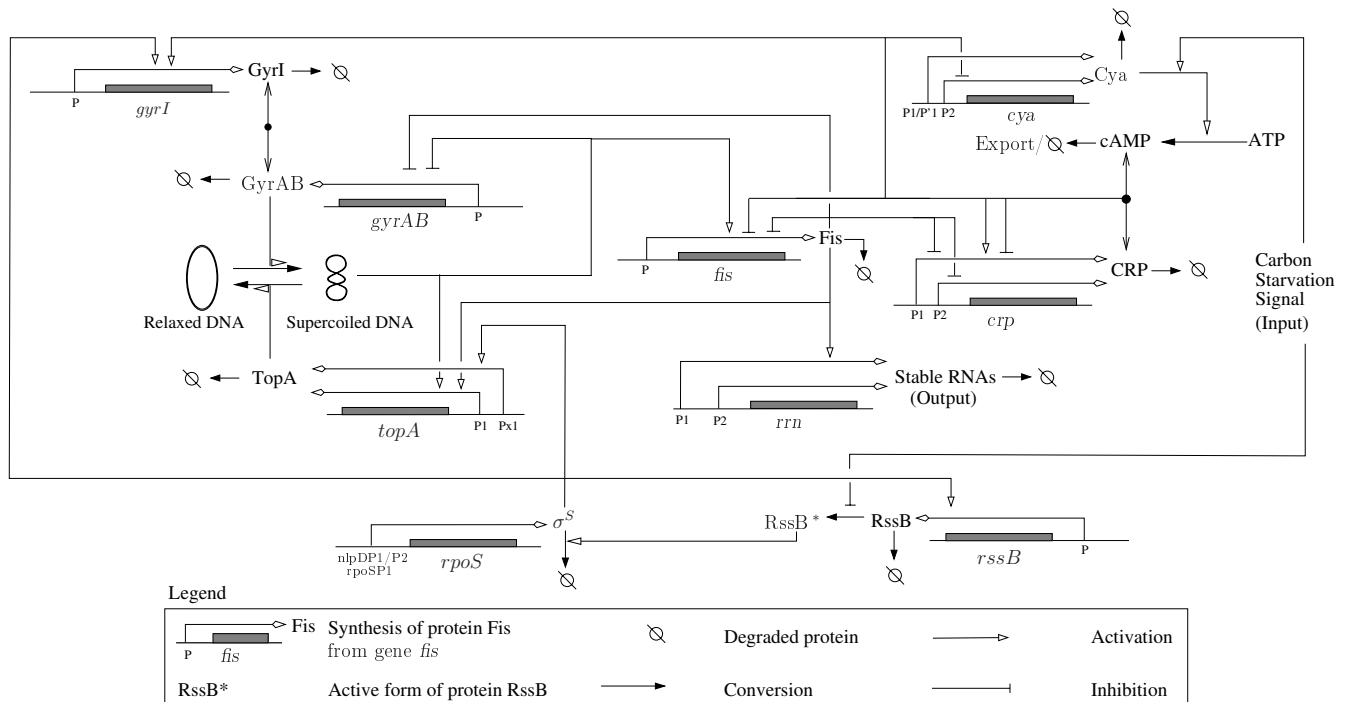 GyrI
P
gyrI
Cya
P1/P'1 P2
cya
Export/
cAMP
ATP
GyrAB
P
gyrAB
Fis
P
fis
CRP
P1 P2
crp
Carbon
Starvation
Signal
(Input)
Relaxed DNA
Supercoiled DNA
TopA
topA
P1 Px1
Stable RNAs
(Output)
P1 P2
rrn
σS
nlpDP1/P2
rpoSP1
rpoS
RssB*
RssB
rssB
P
Legend
P
fis
Fis
Synthesis of protein Fis
from gene fis
Degraded protein
Activation
RssB*
Active form of protein RssB
Conversion
Inhibition